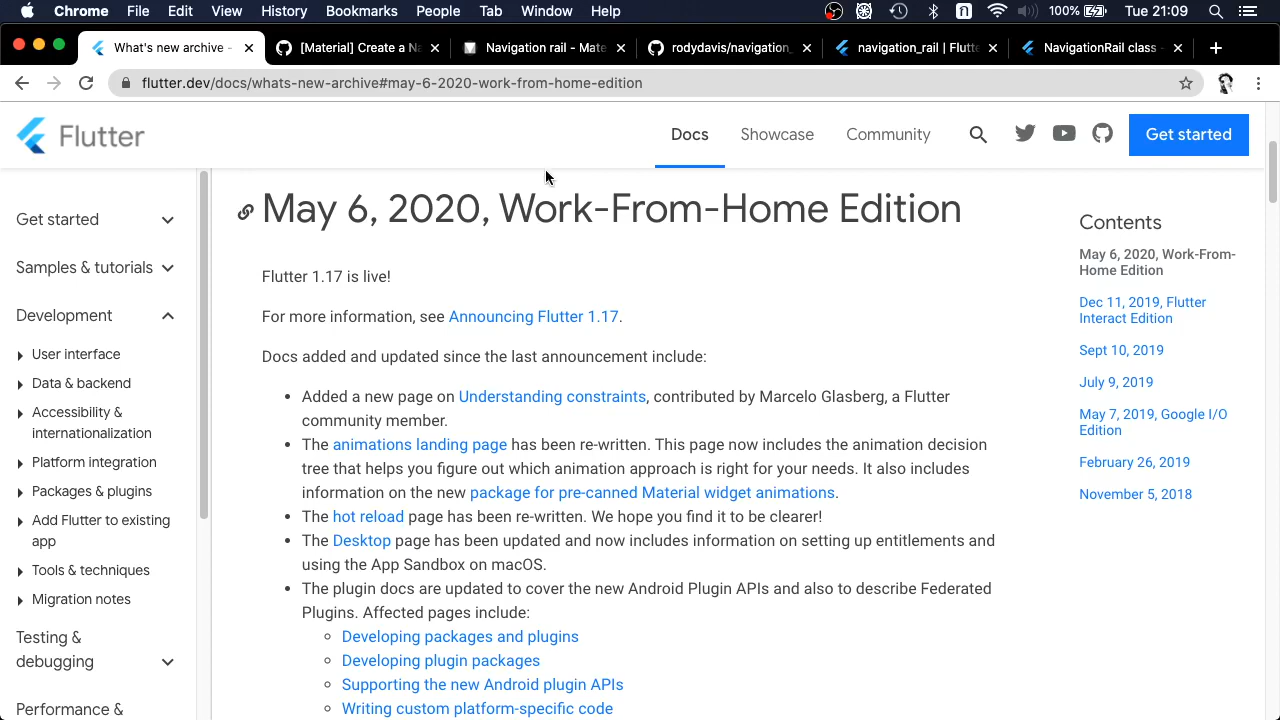 Chrome File Edit View History Bookmarks People Tab Window Help 100% Tue 21:09
What's new archive - [Material] Create a Na Navigation rail - Mate rodydavis/navigation_ navigation_rail | Flutte NavigationRail class -
flutter.dev/docs/whats-new-archive#may-6-2020-work-from-home-edition
Flutter Docs Showcase Community Get started
Get started
Samples & tutorials
Development
User interface
Data & backend
Accessibility &
internationalization
Platform integration
Packages & plugins
Add Flutter to existing
app
Tools & techniques
Migration notes
Testing &
debugging
Performance &
May 6, 2020, Work-From-Home Edition
Flutter 1.17 is live!
For more information, see Announcing Flutter 1.17.
Docs added and updated since the last announcement include:
• Added a new page on Understanding constraints, contributed by Marcelo Glasberg, a Flutter
community member.
• The animations landing page has been re-written. This page now includes the animation decision
tree that helps you figure out which animation approach is right for your needs. It also includes
information on the new package for pre-canned Material widget animations.
• The hot reload page has been re-written. We hope you find it to be clearer!
• The Desktop page has been updated and now includes information on setting up entitlements and
using the App Sandbox on macOS.
• The plugin docs are updated to cover the new Android Plugin APIs and also to describe Federated
Plugins. Affected pages include:
◦ Developing packages and plugins
◦ Developing plugin packages
◦ Supporting the new Android plugin APIs
◦ Writing custom platform-specific code
Contents
May 6, 2020, Work-From-
Home Edition
Dec 11, 2019, Flutter
Interact Edition
Sept 10, 2019
July 9, 2019
May 7, 2019, Google I/O
Edition
February 26, 2019
November 5, 2018